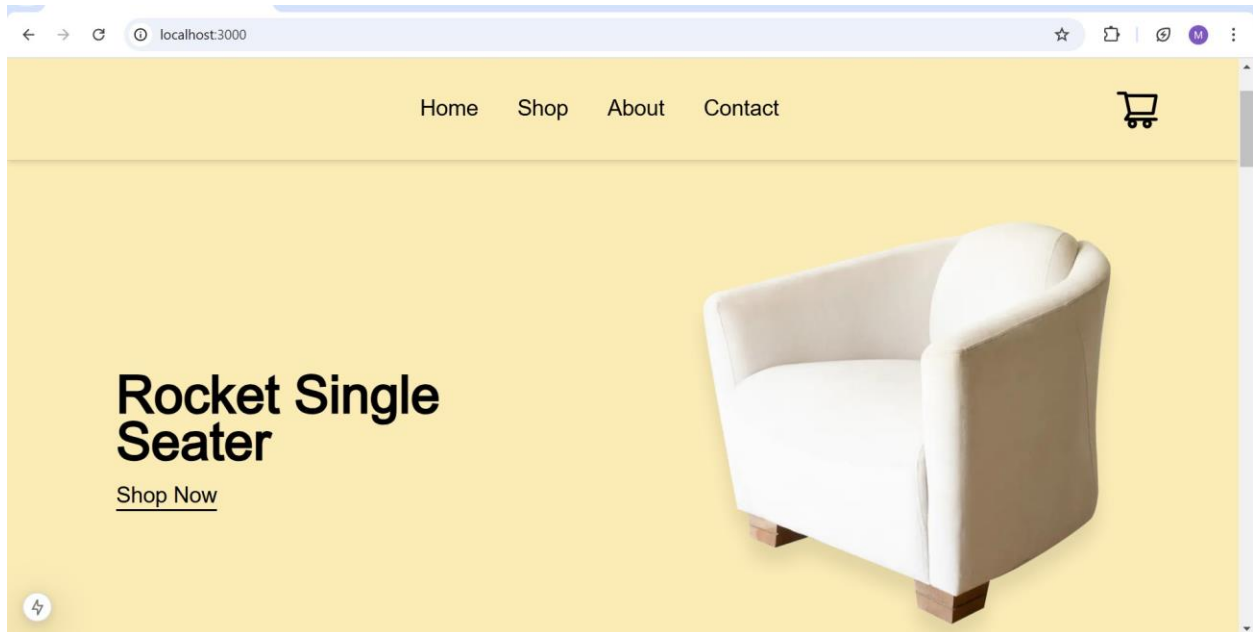 localhost:3000
M
Home Shop About Contact
Rocket Single
Seater
Shop Now